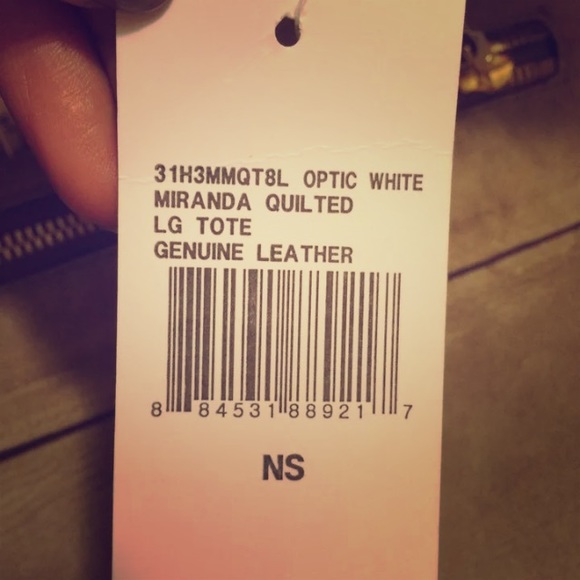 31H3MMQT8L OPTIC WHITE
MIRANDA QUILTED
LG TOTE
GENUINE LEATHER
8 84531 88921 7
NS